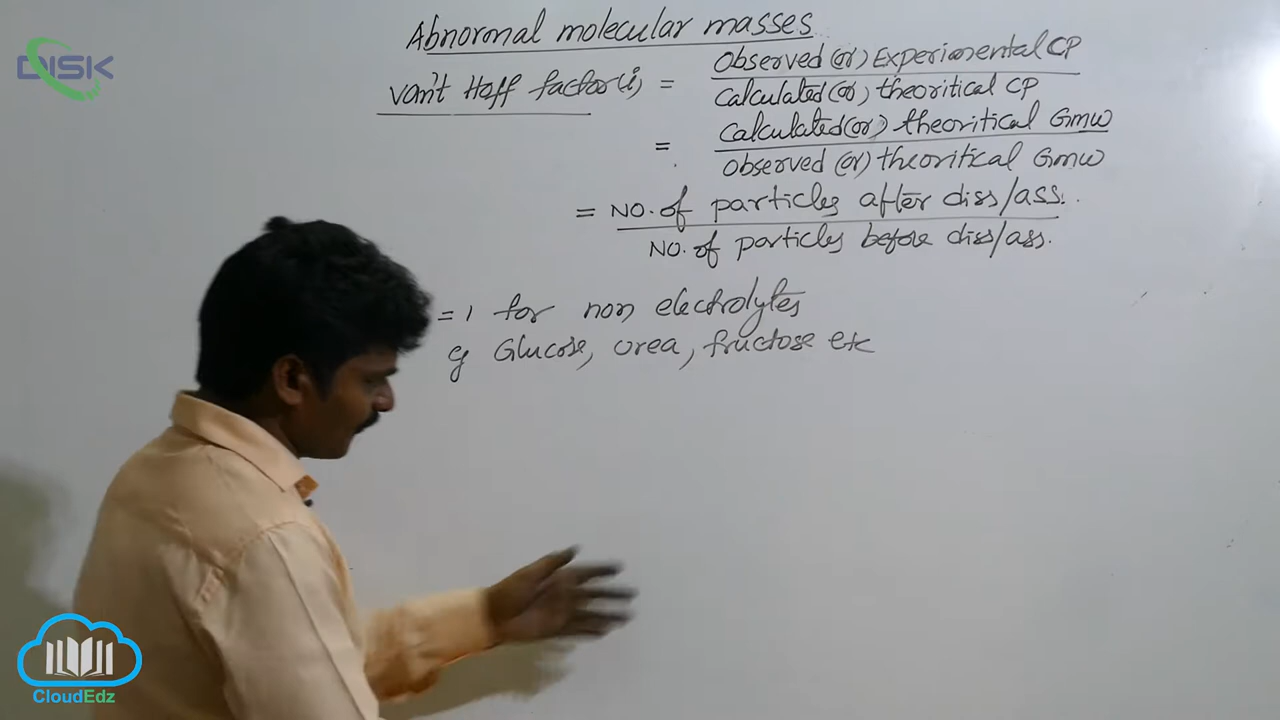 DISK
Abnormal molecular masses
van't Hoff factor(i) = Observed (or) Experimental CP
calculated (or) theoritical CP
= calculated (or) theoritical GMW
observed (or) theoritical GMW
= No. of particles after diss/ass.
No. of particles before diss/ass.
= 1 for non electrolytes
eg Glucose, urea, fructose etc
CloudEdz